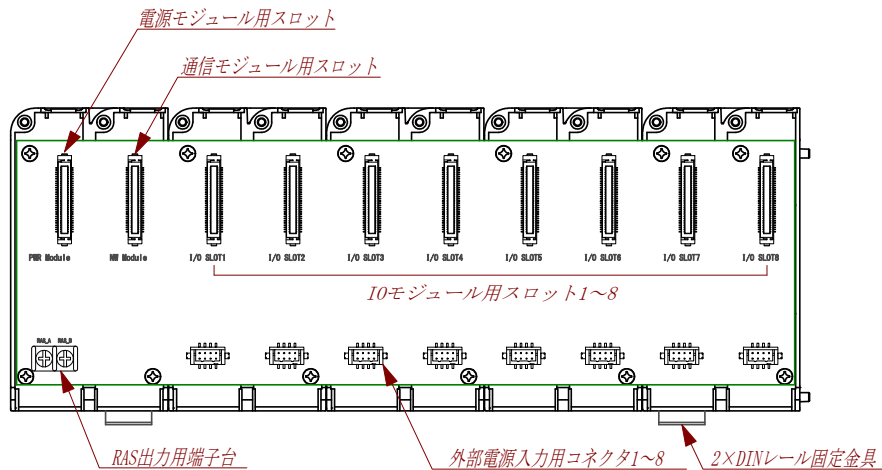 電源モジュール用スロット
通信モジュール用スロット
PWR Module
NW Module
I/O SLOT1
I/O SLOT2
I/O SLOT3
I/O SLOT4
I/O SLOT5
I/O SLOT6
I/O SLOT7
I/O SLOT8
IOモジュール用スロット1～8
RAS_A
RAS_B
RAS出力用端子台
外部電源入力用コネクタ1～8
2×DINレール固定金具